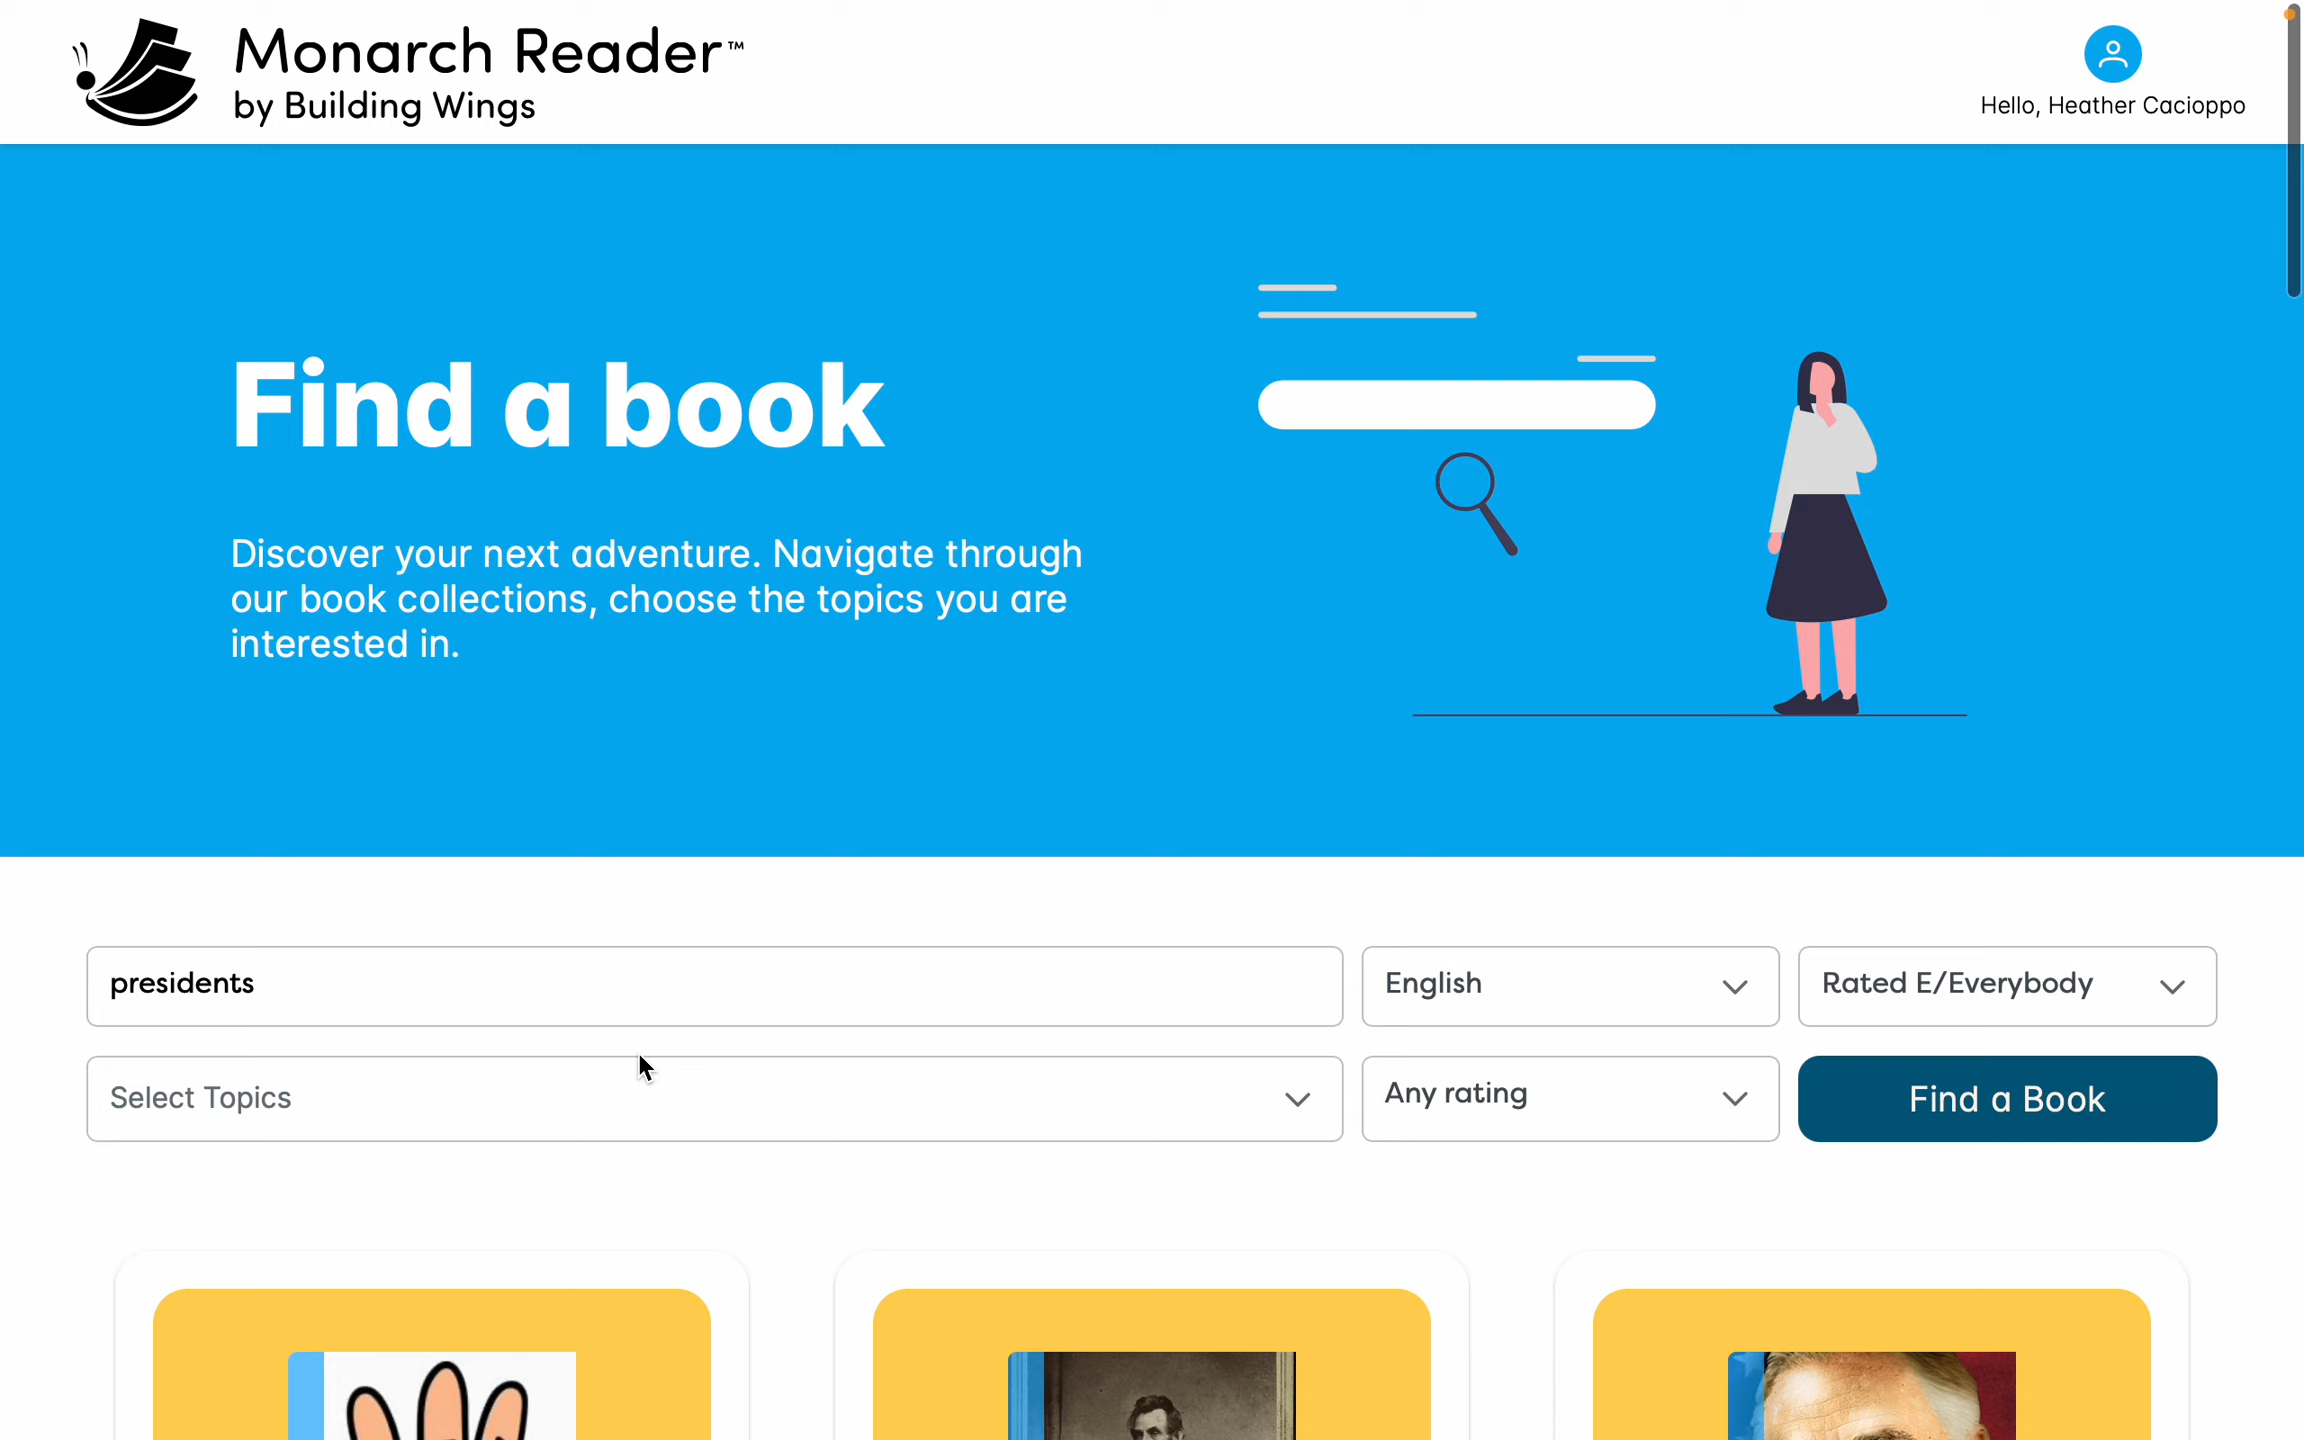 Monarch Reader™
by Building Wings
Hello, Heather Cacioppo
Find a book
Discover your next adventure. Navigate through
our book collections, choose the topics you are
interested in.
presidents
English
Rated E/Everybody
Select Topics
Any rating
Find a Book